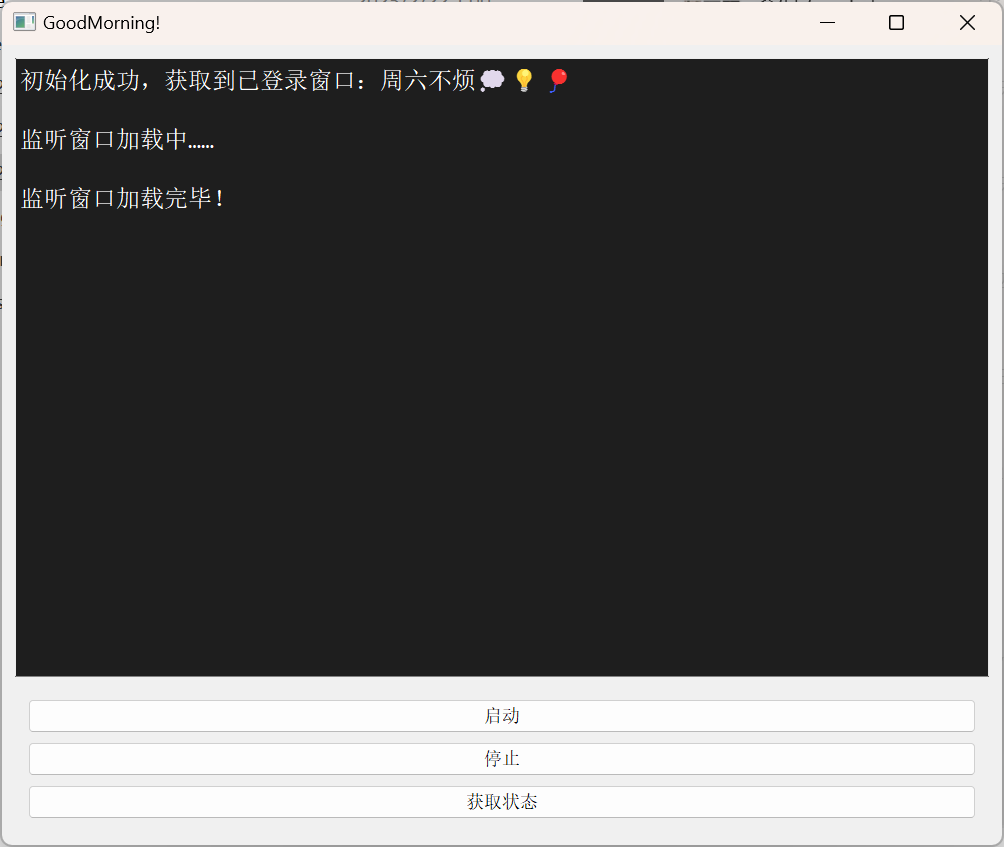 GoodMorning!
初始化成功，获取到已登录窗口：周六不烦💭💡🎈
监听窗口加载中……
监听窗口加载完毕！
启动
停止
获取状态